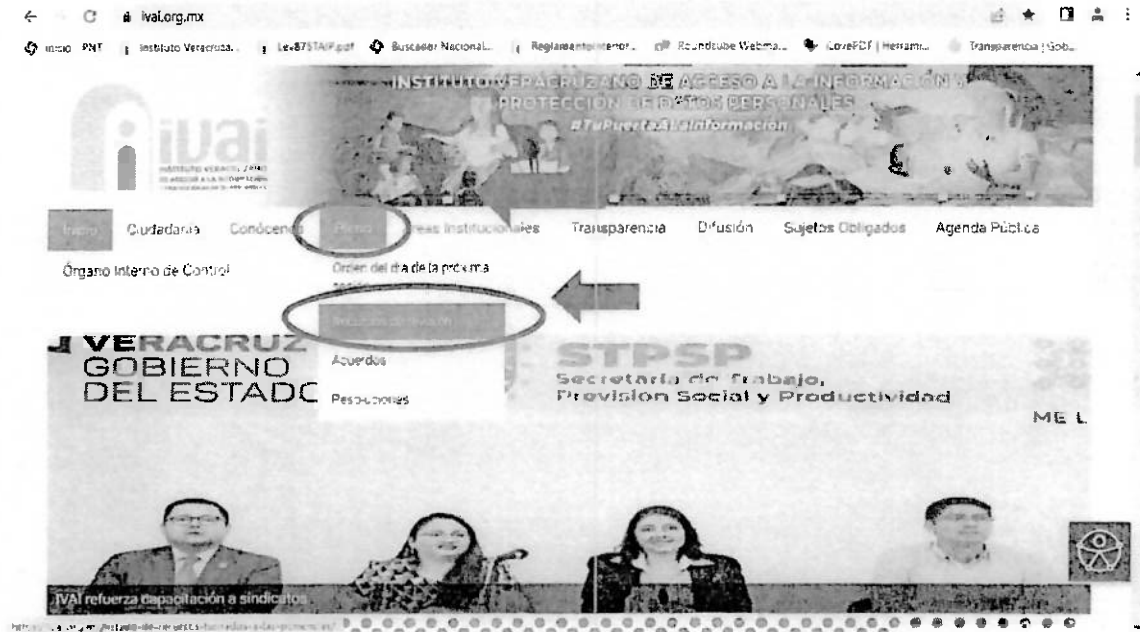 ivai.org.mx
Inicio PNT
Instituto Veracruza...
Ley875TAIP.pdf
Buscador Nacional...
Reglamento Interior...
Roundcube Webma...
iLovePDF | Herrami...
Transparencia | Gob...
INSTITUTO VERACRUZANO DE ACCESO A LA INFORMACIÓN Y
PROTECCIÓN DE DATOS PERSONALES
#TuPuertaALaInformación
ivai
Inicio
Ciudadanía
Conócenos
Pleno
Áreas Institucionales
Transparencia
Difusión
Sujetos Obligados
Agenda Pública
Órgano Interno de Control
Orden del día de la próxima
Acuerdos
Resoluciones
VERACRUZ
GOBIERNO
DEL ESTADO
STPSP
Secretaría de Trabajo,
Previsión Social y Productividad
ME L
IVAI refuerza capacitación a sindicatos